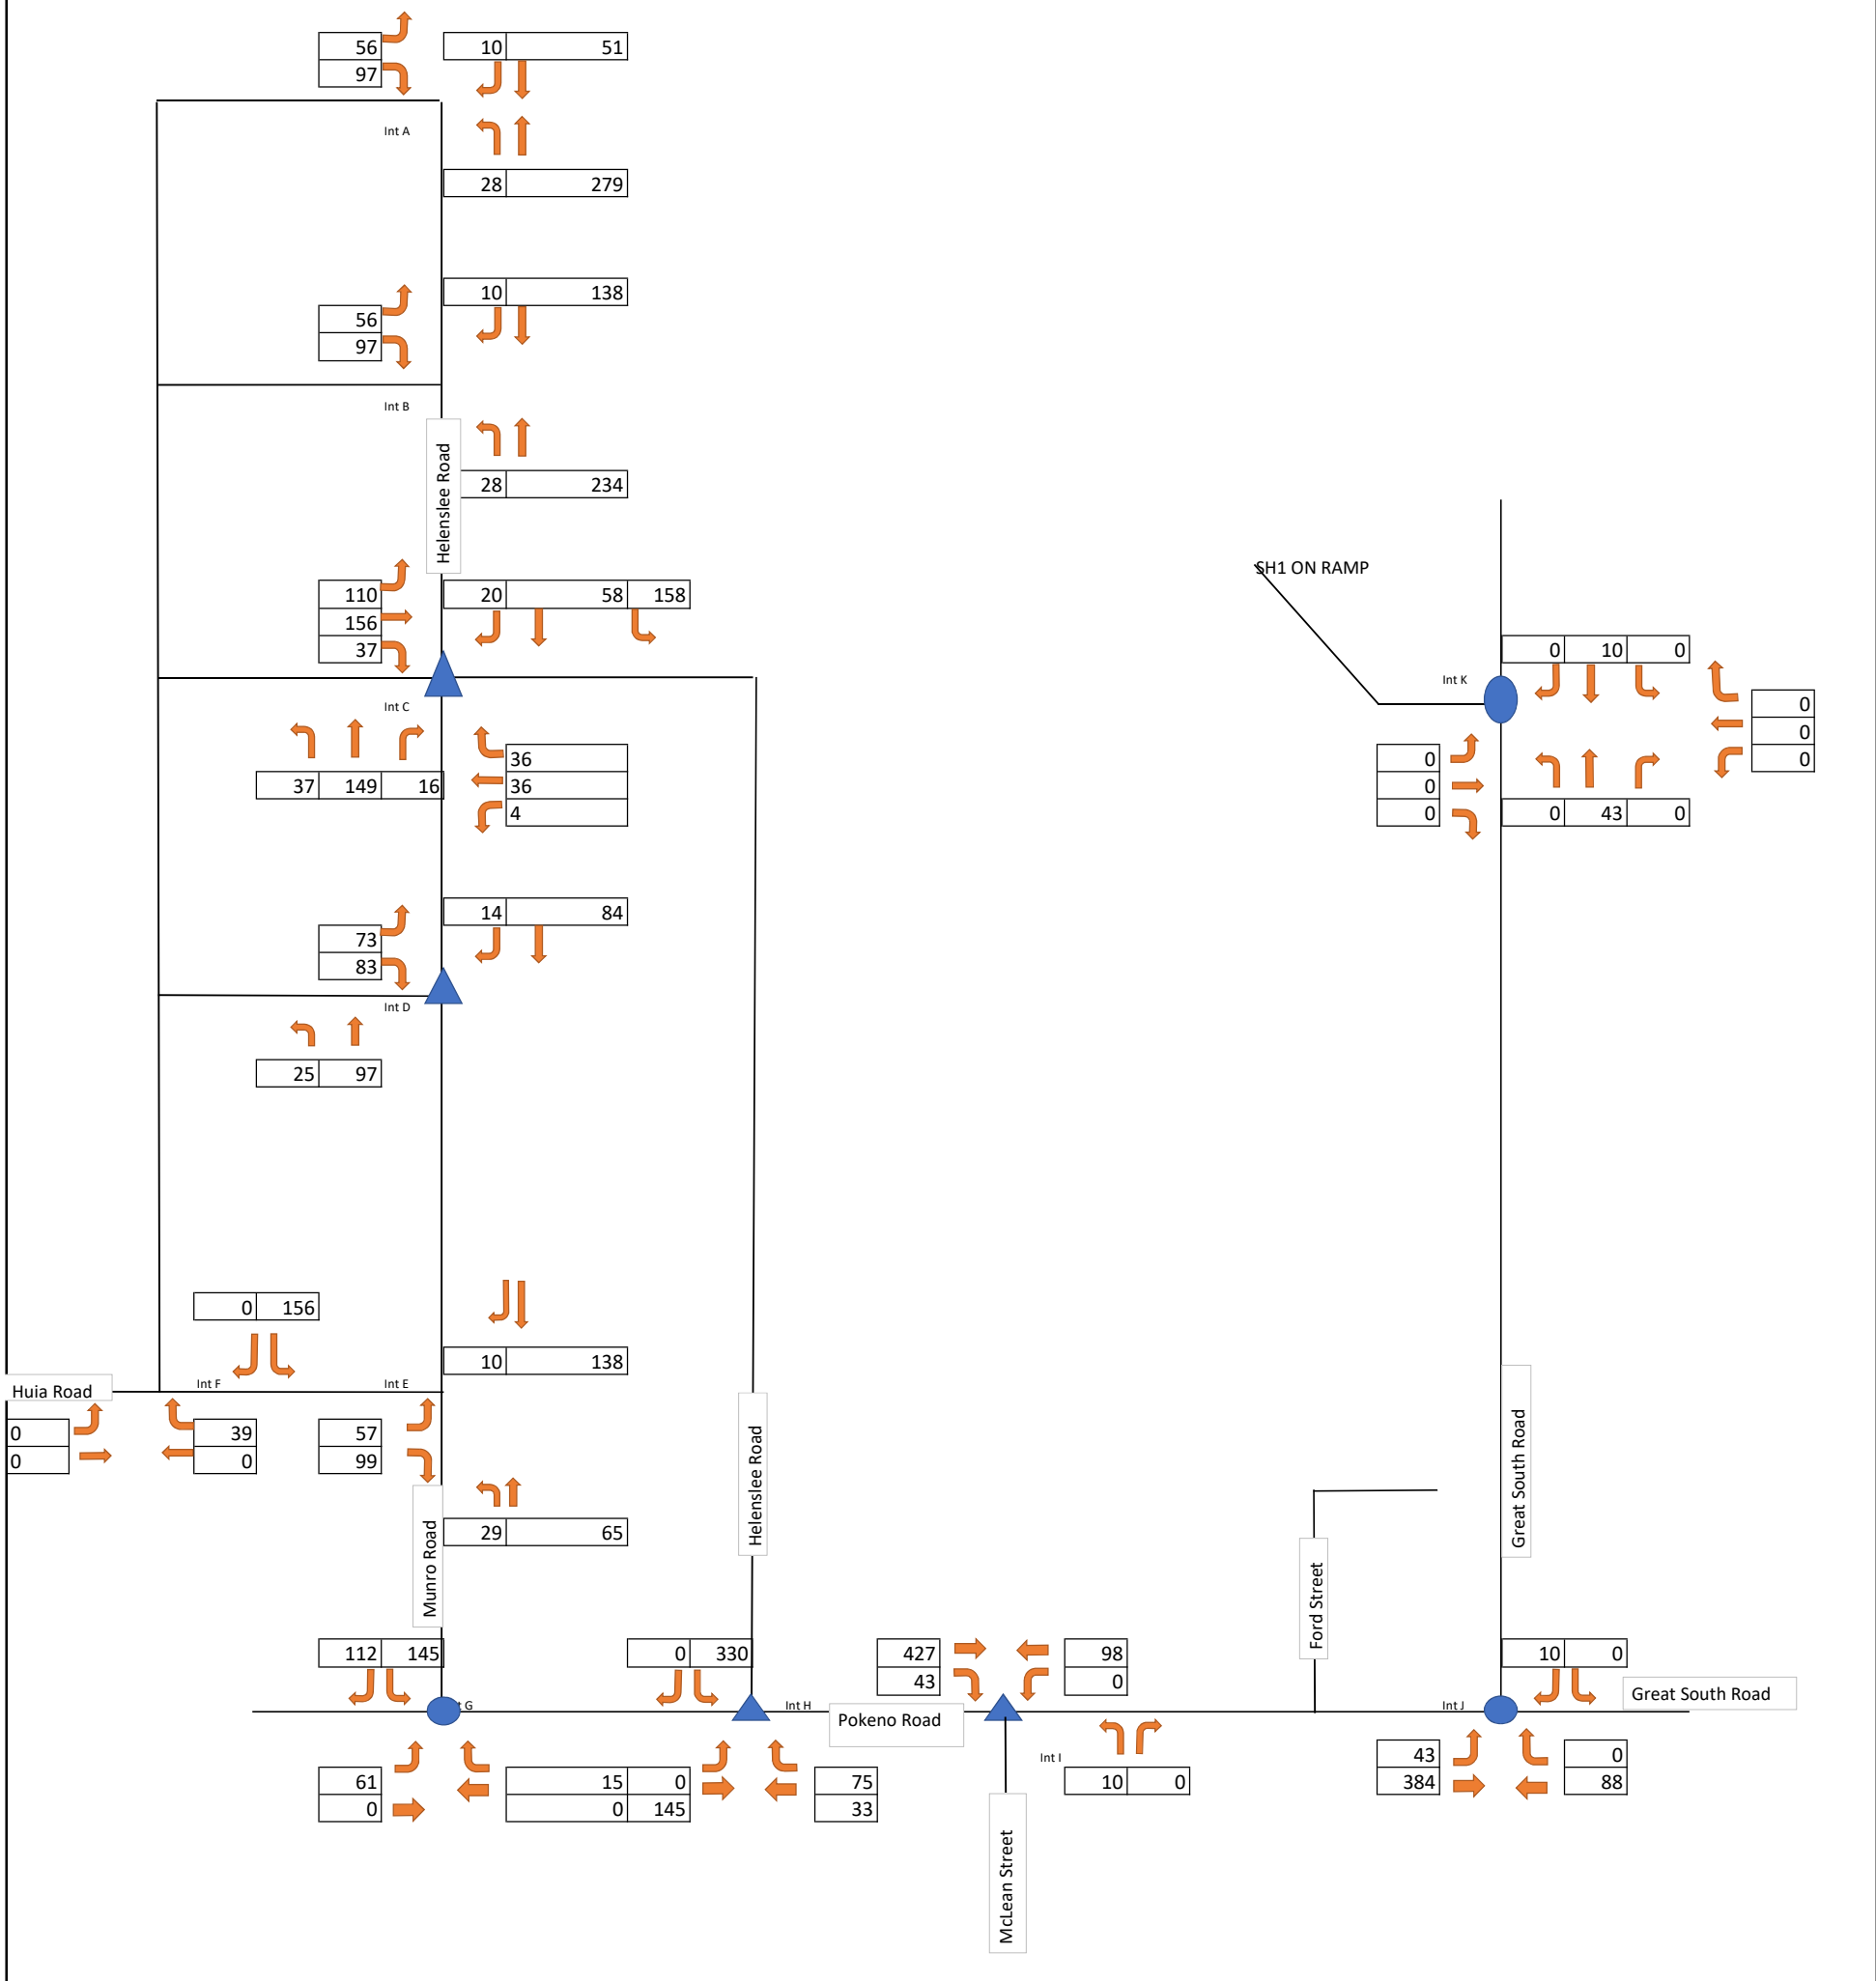 56
10 51
97
Int A
28 279
10 138
56
97
Int B
Helenslee Road
28 234
SH1 ON RAMP
110
20 58 158
156
37
0 10 0
Int K
0
0
0
Int C
36
36
4
37 149 16
0
0
0
0 43 0
14 84
73
83
Int D
25 97
0 156
10 138
Huia Road
Int F
Int E
0
0
39
0
57
99
Helenslee Road
Great South Road
Munro Road
29 65
Ford Street
112 145
0 330
427
43
98
0
10 0
Great South Road
t G
Int H
Pokeno Road
Int J
Int I
61
0
15 0
0 145
75
33
10 0
43
384
0
88
McLean Street